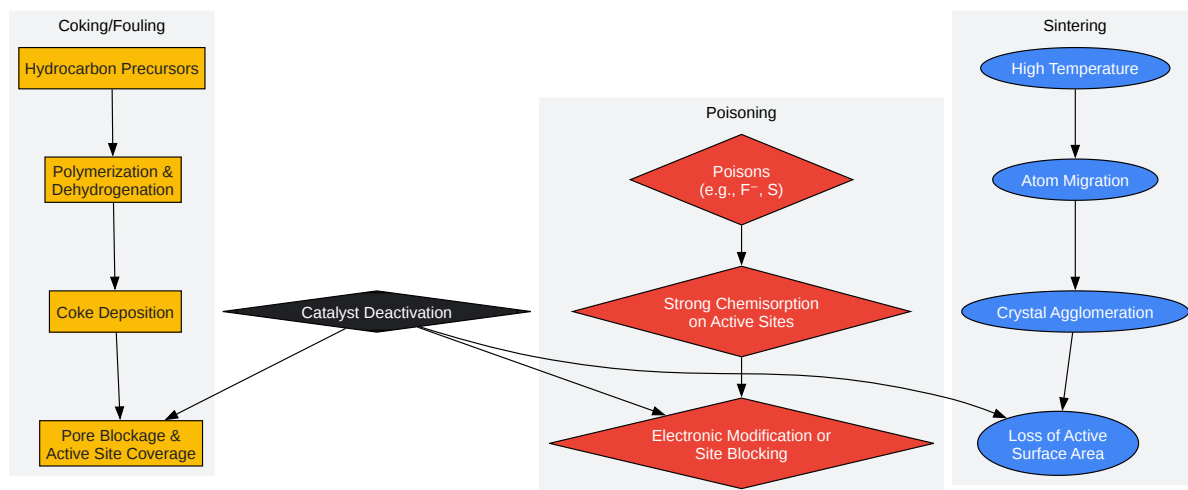 Coking/Fouling
Hydrocarbon Precursors
Polymerization &
Dehydrogenation
Coke Deposition
Pore Blockage &
Active Site Coverage
Catalyst Deactivation
Poisoning
Poisons
(e.g., F⁻, S)
Strong Chemisorption
on Active Sites
Electronic Modification or
Site Blocking
Sintering
High Temperature
Atom Migration
Crystal Agglomeration
Loss of Active
Surface Area